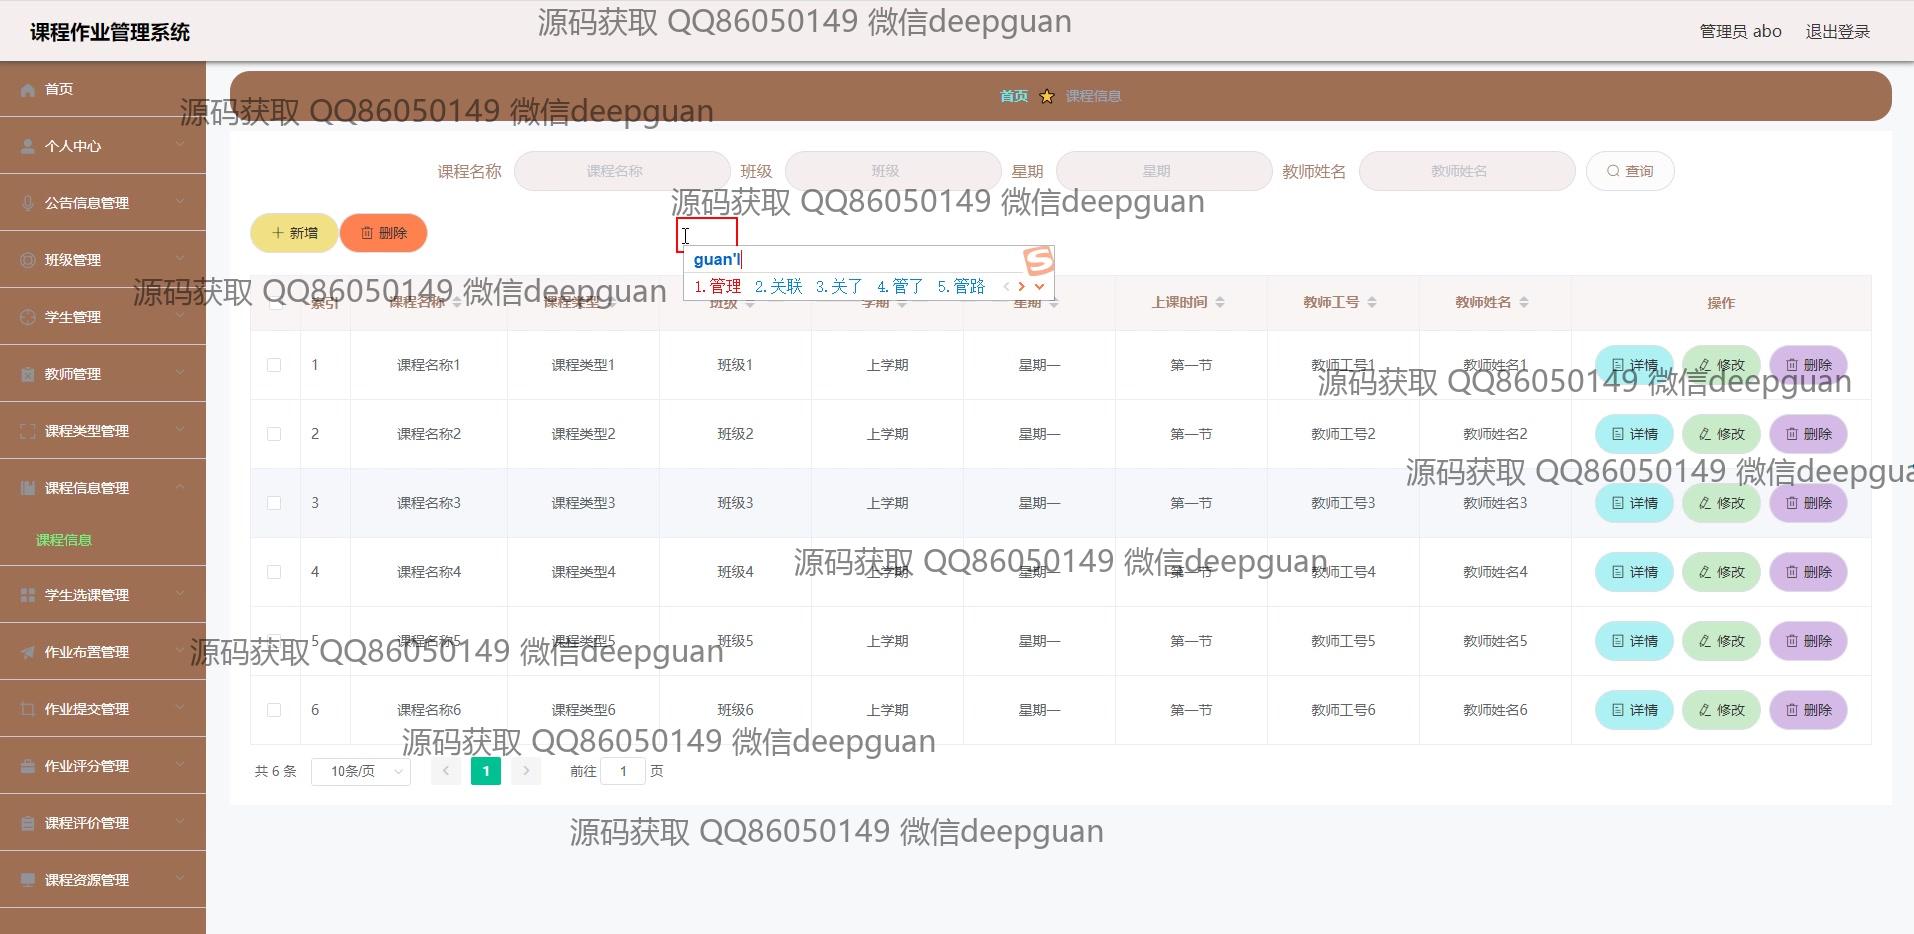 课程作业管理系统
源码获取 QQ86050149 微信deepguan
管理员 abo 退出登录
首页
个人中心
公告信息管理
班级管理
学生管理
教师管理
课程类型管理
课程信息管理
课程信息
学生选课管理
作业布置管理
作业提交管理
作业评分管理
课程评价管理
课程资源管理
首页 课程信息
源码获取 QQ86050149 微信deepguan
课程名称 课程名称 班级 班级 星期 星期 教师姓名 教师姓名 查询
源码获取 QQ86050149 微信deepguan
新增 删除
guan'l
1.管理 2.关联 3.关了 4.管了 5.管路
源码获取 QQ86050149 微信deepguan
索引 课程名称 课程类型 班级 学期 星期 上课时间 教师工号 教师姓名 操作
1 课程名称1 课程类型1 班级1 上学期 星期一 第一节 教师工号1 教师姓名1 详情 修改 删除
源码获取 QQ86050149 微信deepguan
2 课程名称2 课程类型2 班级2 上学期 星期一 第一节 教师工号2 教师姓名2 详情 修改 删除
源码获取 QQ86050149 微信deepgua
3 课程名称3 课程类型3 班级3 上学期 星期一 第一节 教师工号3 教师姓名3 详情 修改 删除
源码获取 QQ86050149 微信deepguan
4 课程名称4 课程类型4 班级4 上学期 星期一 第一节 教师工号4 教师姓名4 详情 修改 删除
5 课程名称5 课程类型5 班级5 上学期 星期一 第一节 教师工号5 教师姓名5 详情 修改 删除
源码获取 QQ86050149 微信deepguan
6 课程名称6 课程类型6 班级6 上学期 星期一 第一节 教师工号6 教师姓名6 详情 修改 删除
源码获取 QQ86050149 微信deepguan
共 6 条 10条/页 1 前往 1 页
源码获取 QQ86050149 微信deepguan